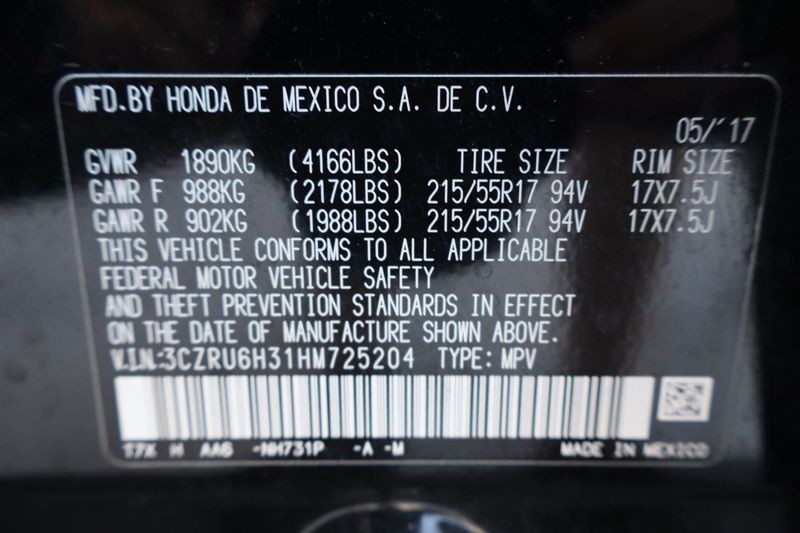 MFD.BY HONDA DE MEXICO S.A. DE C.V.
05/'17
GVWR 1890KG (4166LBS) TIRE SIZE RIM SIZE
GAWR F 988KG (2178LBS) 215/55R17 94V 17X7.5J
GAWR R 902KG (1988LBS) 215/55R17 94V 17X7.5J
THIS VEHICLE CONFORMS TO ALL APPLICABLE
FEDERAL MOTOR VEHICLE SAFETY
AND THEFT PREVENTION STANDARDS IN EFFECT
ON THE DATE OF MANUFACTURE SHOWN ABOVE.
V.I.N.:3CZRU6H31HM725204 TYPE: MPV
T7X H AA6 -NH731P -A -M MADE IN MEXICO